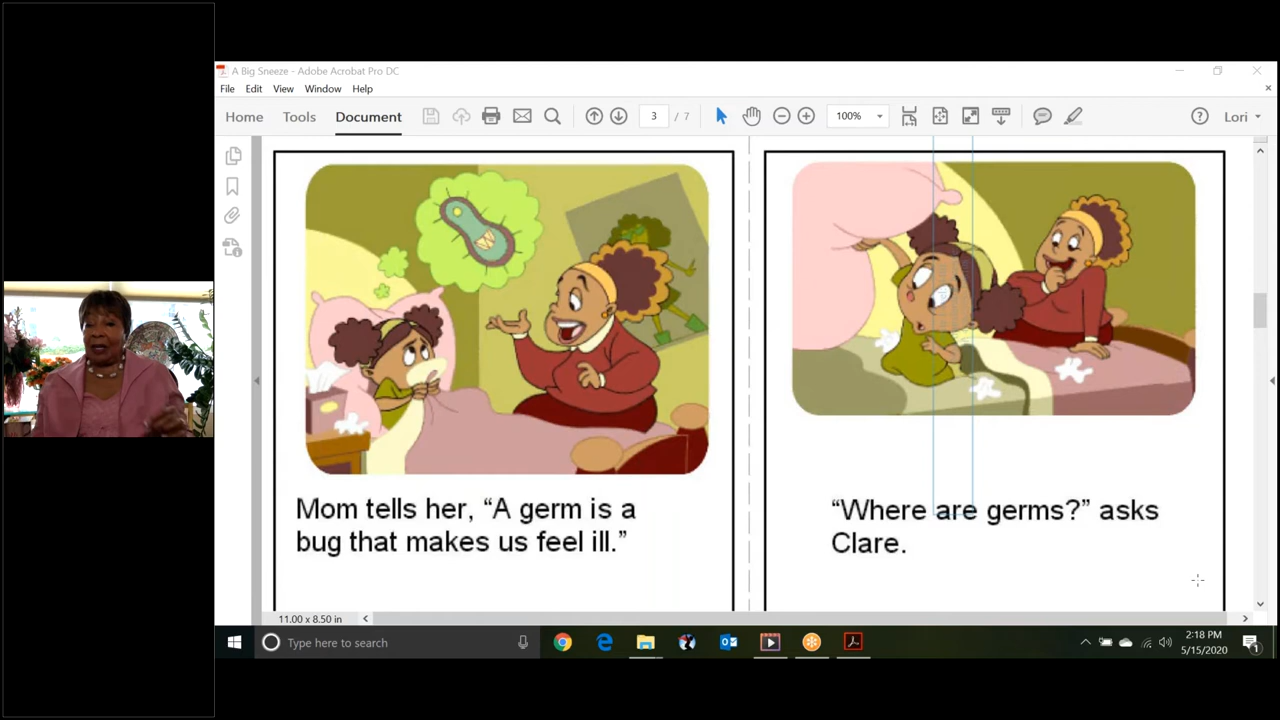 A Big Sneeze - Adobe Acrobat Pro DC
File Edit View Window Help
Home Tools Document 3 / 7 100% Lori
Mom tells her, “A germ is a
bug that makes us feel ill.”
“Where are germs?” asks
Clare.
11.00 x 8.50 in
Type here to search
2:18 PM
5/15/2020
1